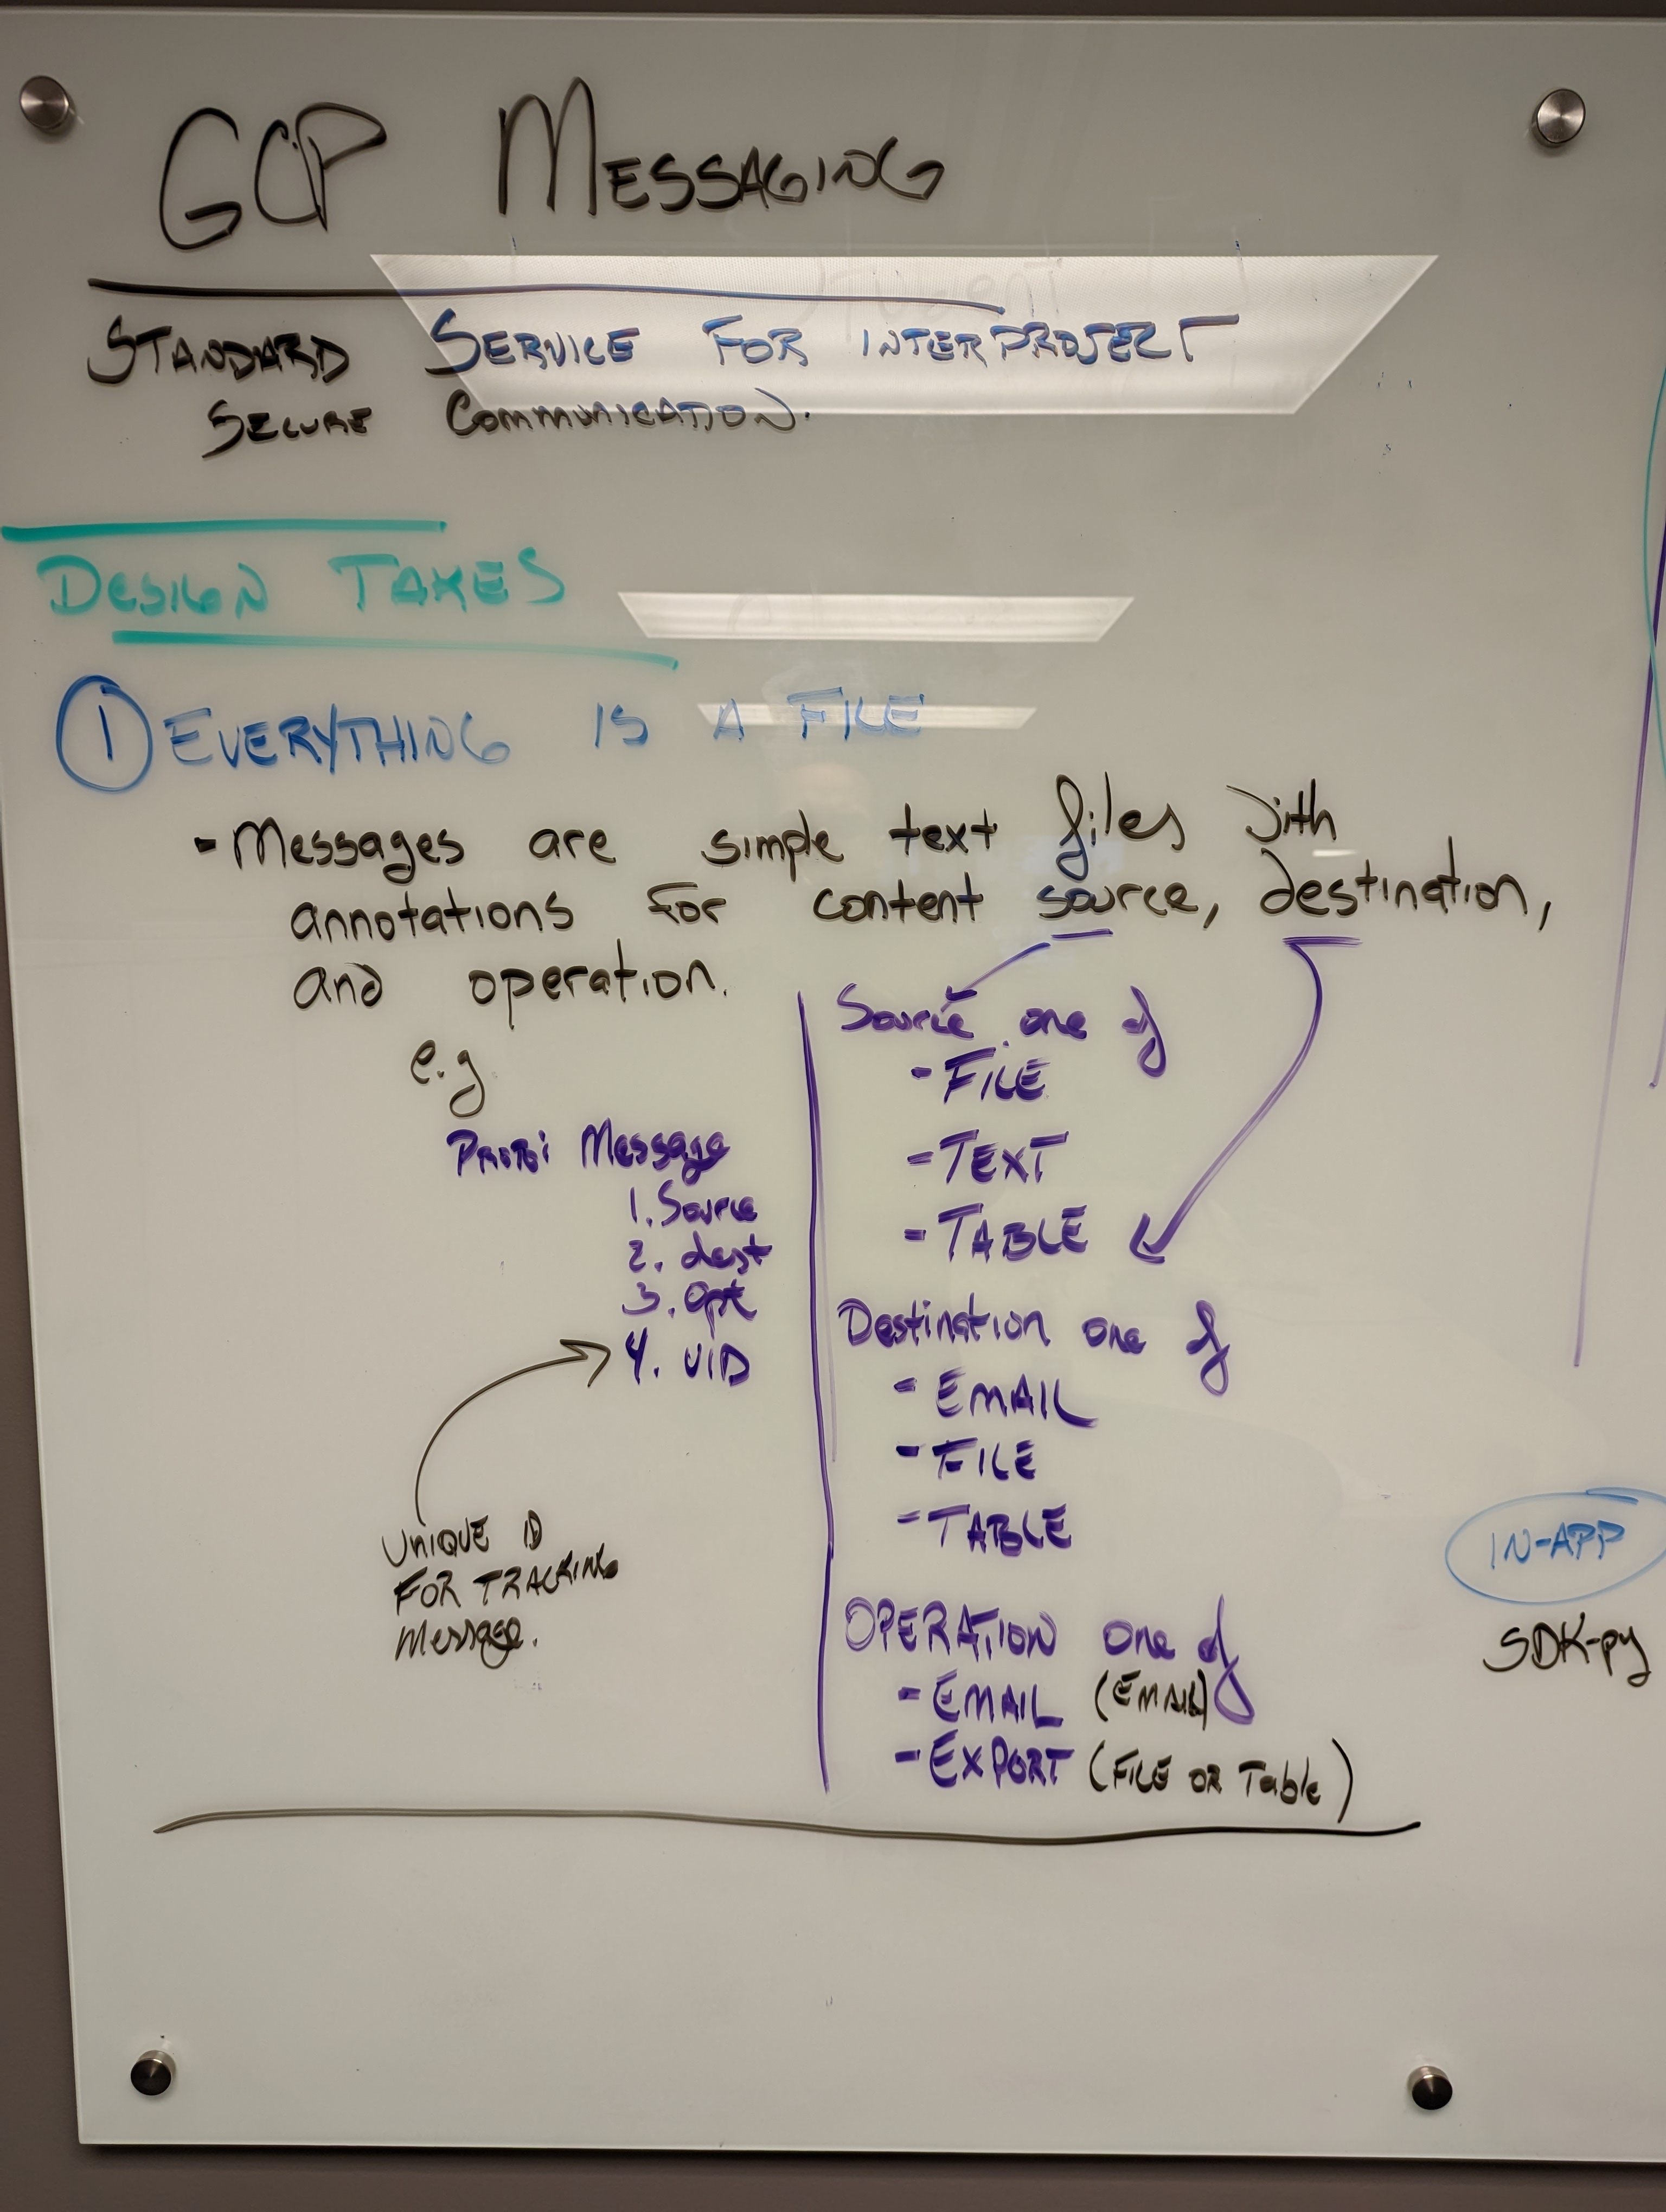 GCP MESSAGING
STANDARD SERVICE FOR INTERPROJECT
SECURE COMMUNICATION.
DESIGN TAKES
① EVERYTHING IS A FILE
- Messages are simple text files with
annotations for content source, destination,
and operation.
e.g
Message
1. Source
2. dest
3. Opt
4. UID
UNIQUE ID
FOR TRACKING
Message.
Source one of
- FILE
- TEXT
- TABLE
Destination one of
- EMAIL
- FILE
- TABLE
OPERATION one of
- EMAIL (EMAIL)
- EXPORT (FILE OR Table)
IN-APP
SDK-py